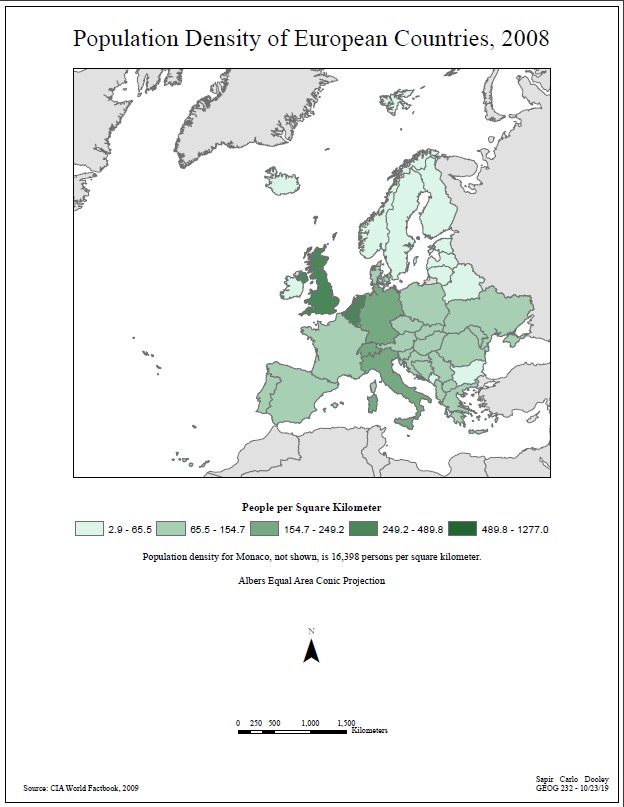 Population Density of European Countries, 2008
People per Square Kilometer
2.9 - 65.5 65.5 - 154.7 154.7 - 249.2 249.2 - 489.8 489.8 - 1277.0
Population density for Monaco, not shown, is 16,398 persons per square kilometer.
Albers Equal Area Conic Projection
N
0 250 500 1,000 1,500
Kilometers
Source: CIA World Factbook, 2009
Sapir Carlo Dooley
GEOG 232 - 10/23/19